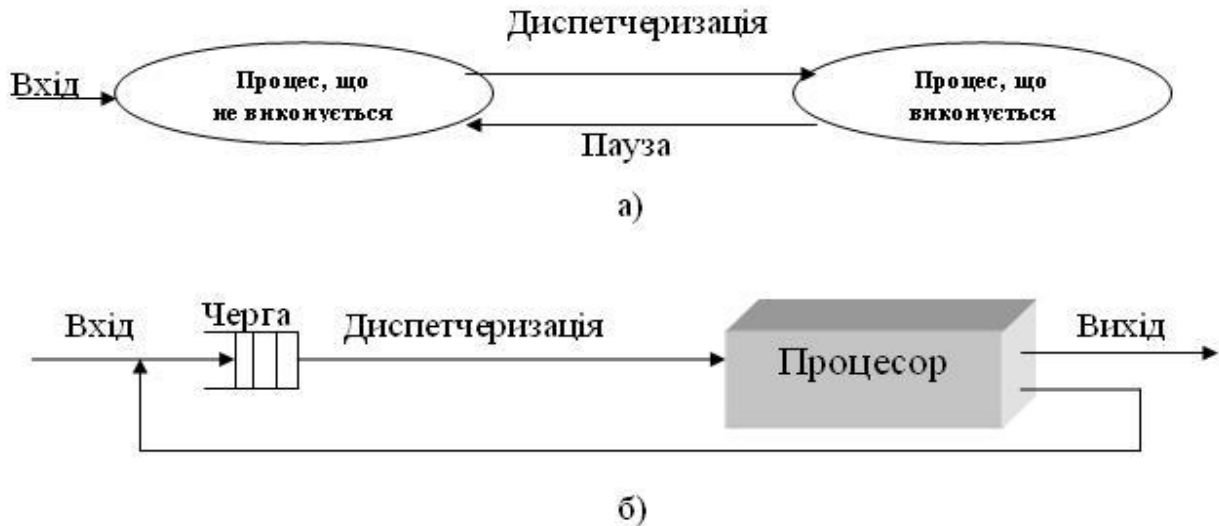 Диспетчеризація
Вхід
Процес, що
не виконується
Процес, що
виконується
Пауза
а)
Вхід
Черга
Диспетчеризація
Процесор
Вихід
б)